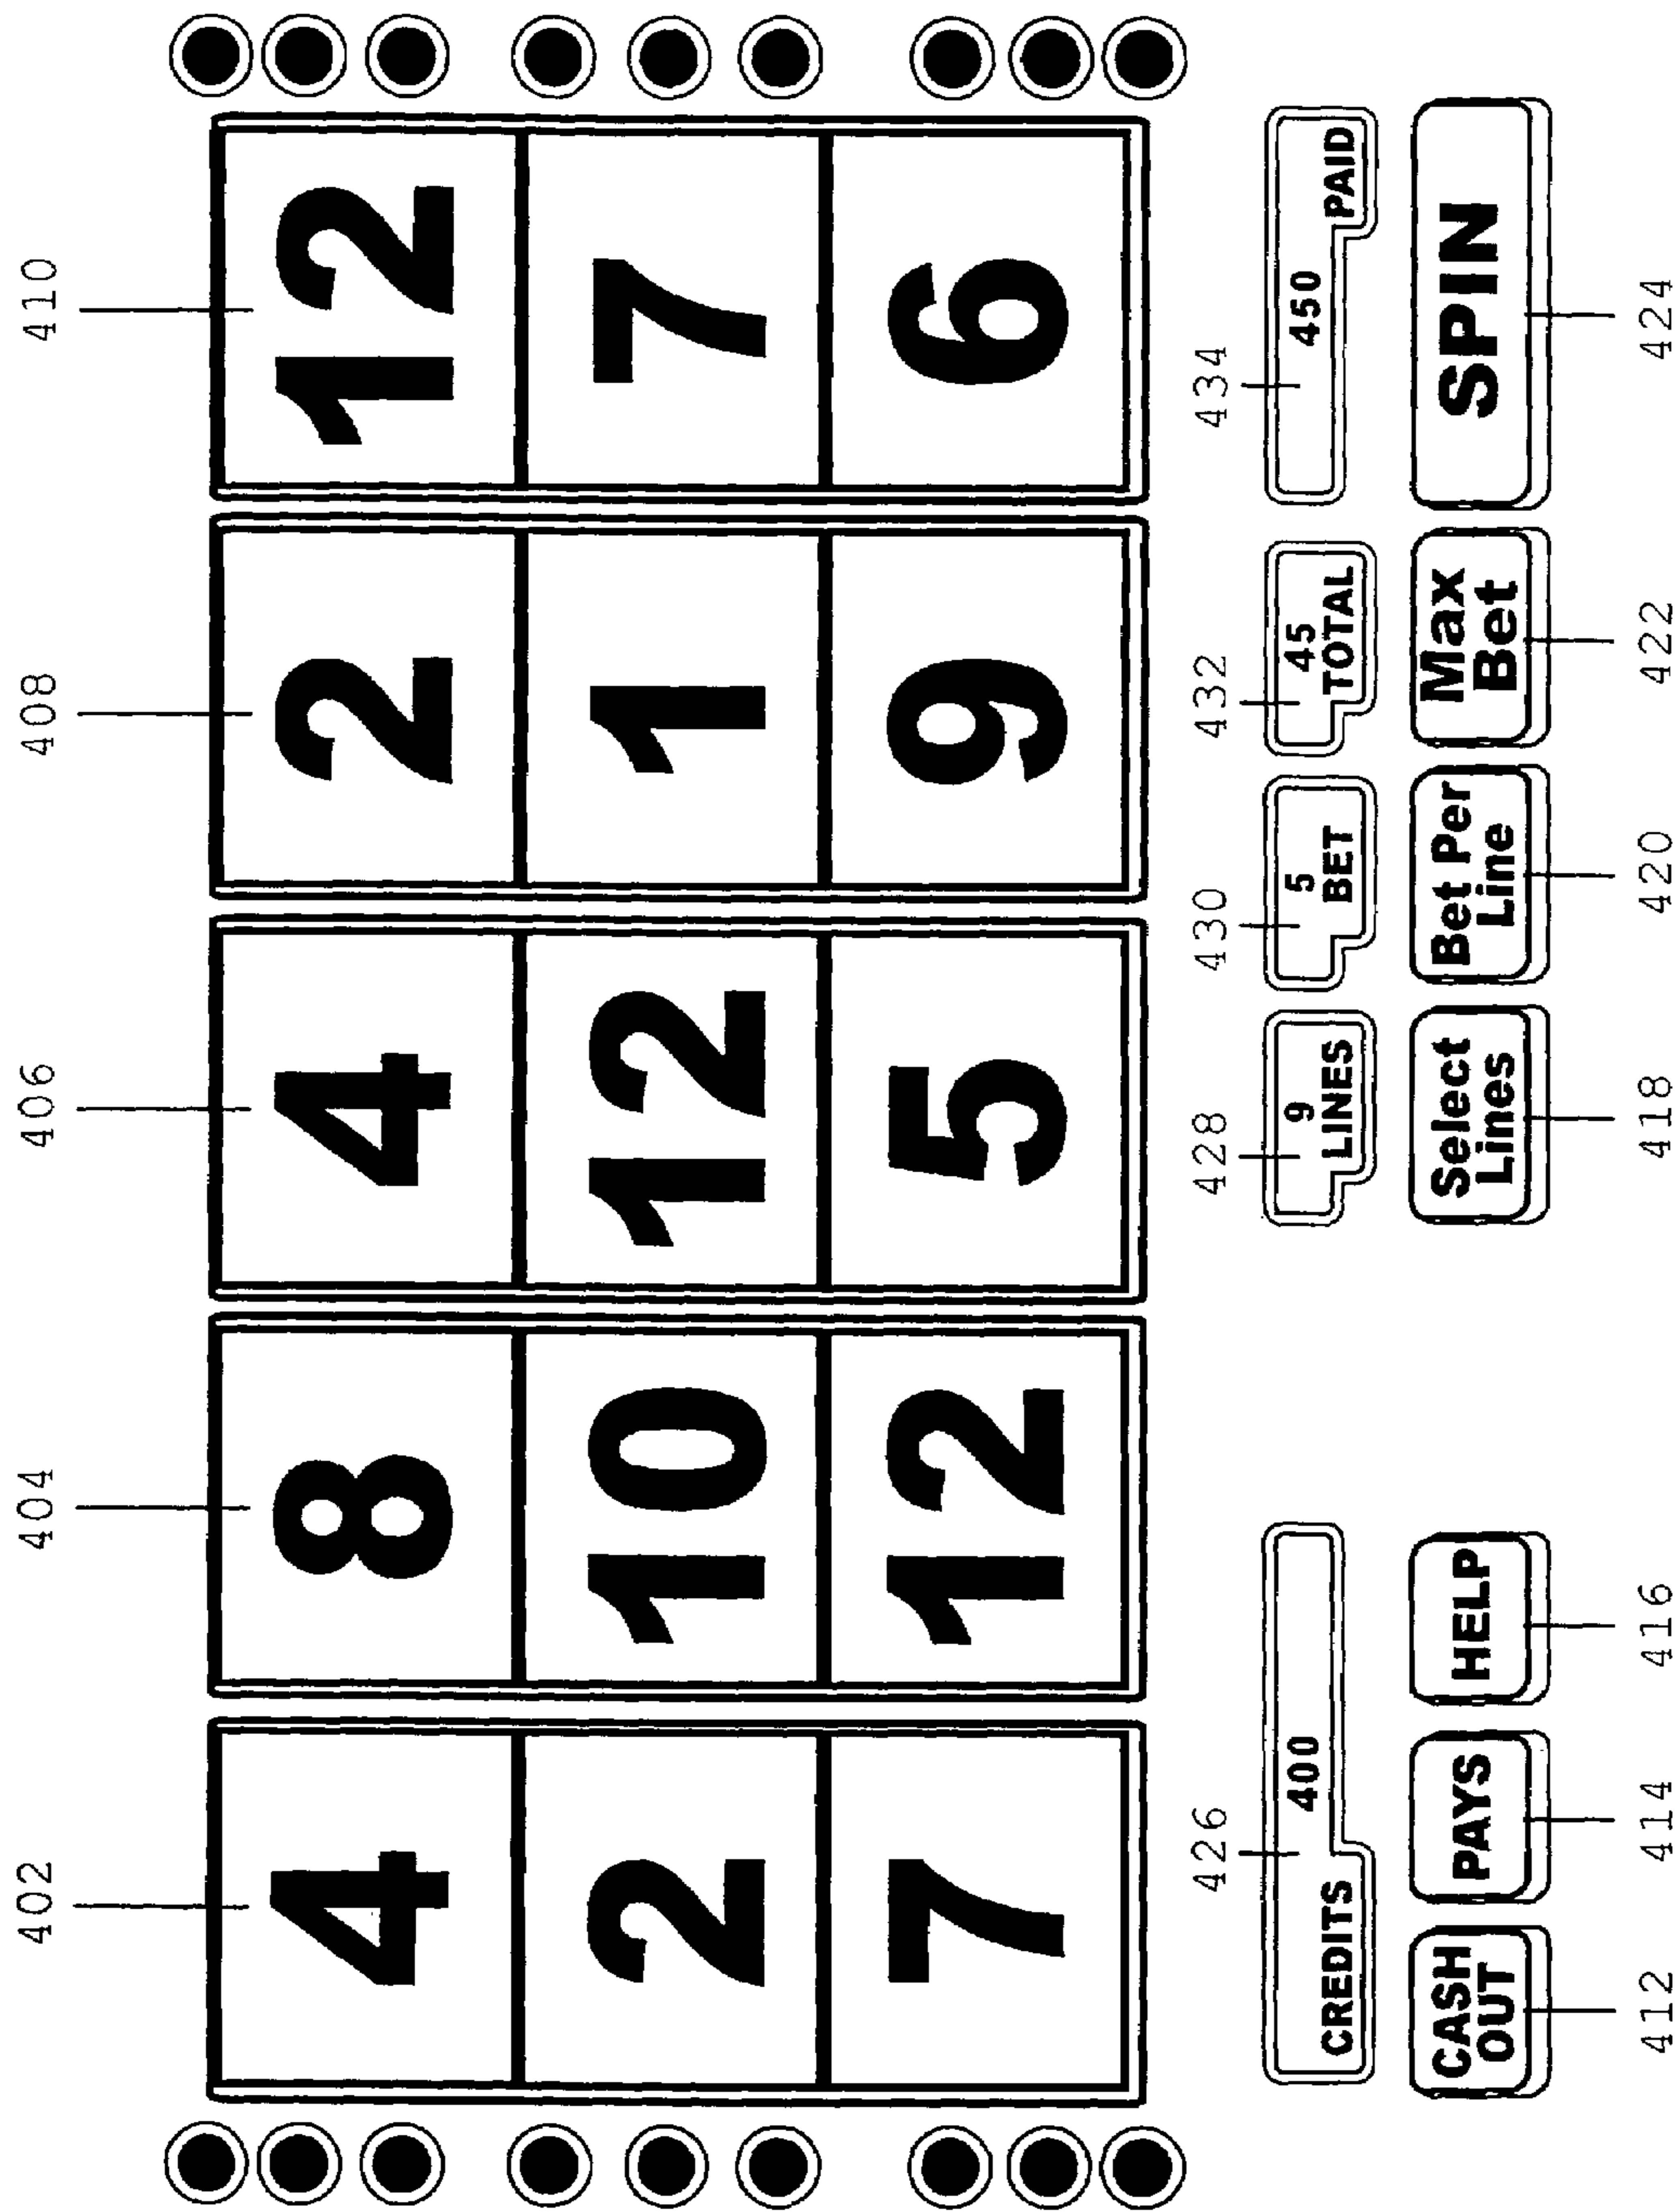 402 404 406 408 410
4 8 4 2 12
2 10 12 1 7
7 12 5 9 6
426 428 430 432 434
400 9 5 45 450
CREDITS LINES BET TOTAL PAID
CASH OUT
PAYS
HELP
Select Lines
Bet Per Line
Max Bet
SPIN
412 414 416 418 420 422 424